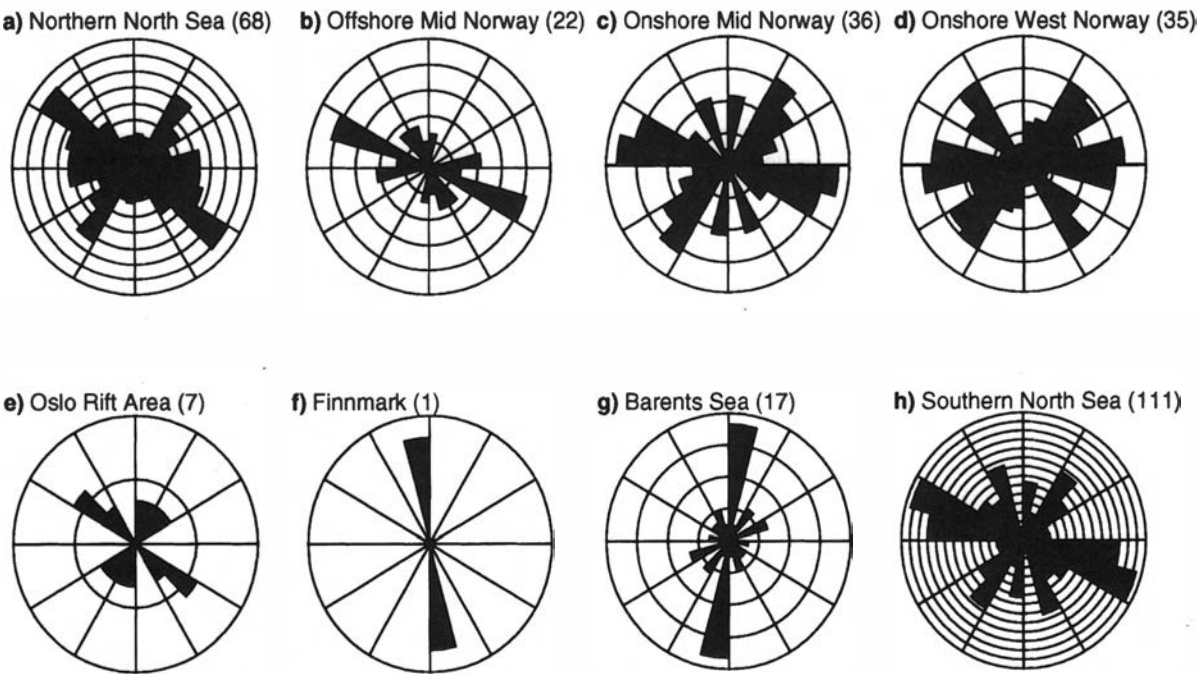 a) Northern North Sea (68)
b) Offshore Mid Norway (22)
c) Onshore Mid Norway (36)
d) Onshore West Norway (35)
e) Oslo Rift Area (7)
f) Finnmark (1)
g) Barents Sea (17)
h) Southern North Sea (111)